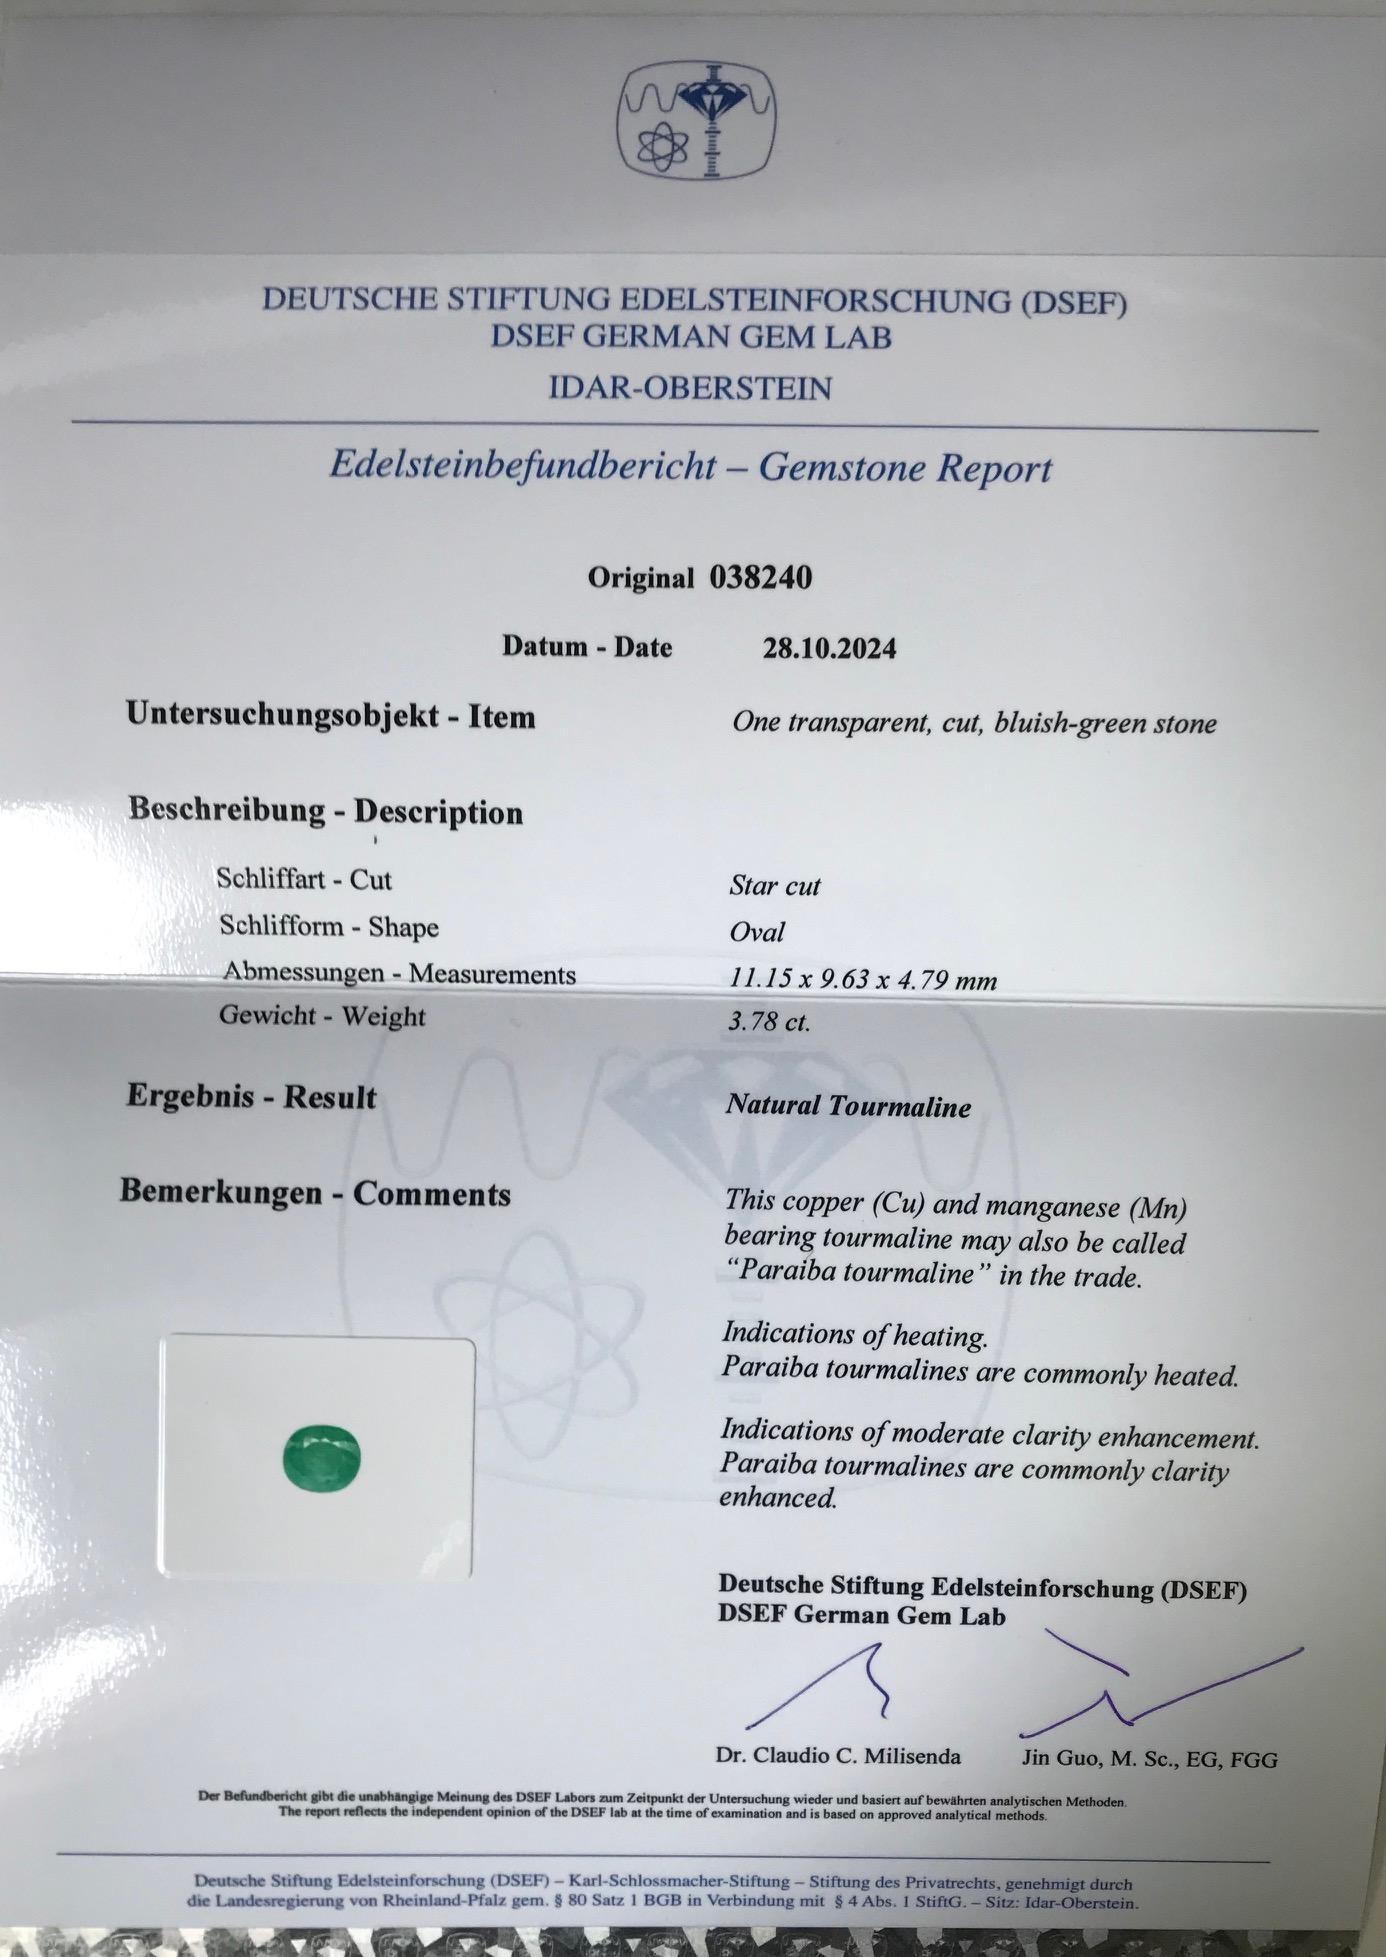 DEUTSCHE STIFTUNG EDELSTEINFORSCHUNG (DSEF)
DSEF GERMAN GEM LAB
IDAR-OBERSTEIN
Edelsteinbefundbericht – Gemstone Report
Original 038240
Datum - Date 28.10.2024
Untersuchungsobjekt - Item One transparent, cut, bluish-green stone
Beschreibung - Description
Schliffart - Cut Star cut
Schlifform - Shape Oval
Abmessungen - Measurements 11.15 x 9.63 x 4.79 mm
Gewicht - Weight 3.78 ct.
Ergebnis - Result Natural Tourmaline
Bemerkungen - Comments This copper (Cu) and manganese (Mn)
bearing tourmaline may also be called
“Paraiba tourmaline” in the trade.
Indications of heating.
Paraiba tourmalines are commonly heated.
Indications of moderate clarity enhancement.
Paraiba tourmalines are commonly clarity
enhanced.
Deutsche Stiftung Edelsteinforschung (DSEF)
DSEF German Gem Lab
Dr. Claudio C. Milisenda Jin Guo, M. Sc., EG, FGG
Der Befundbericht gibt die unabhängige Meinung des DSEF Labors zum Zeitpunkt der Untersuchung wieder und basiert auf bewährten analytischen Methoden.
The report reflects the independent opinion of the DSEF lab at the time of examination and is based on approved analytical methods.
Deutsche Stiftung Edelsteinforschung (DSEF) – Karl-Schlossmacher-Stiftung – Stiftung des Privatrechts, genehmigt durch
die Landesregierung von Rheinland-Pfalz gem. § 80 Satz 1 BGB in Verbindung mit § 4 Abs. 1 StiftG. – Sitz: Idar-Oberstein.